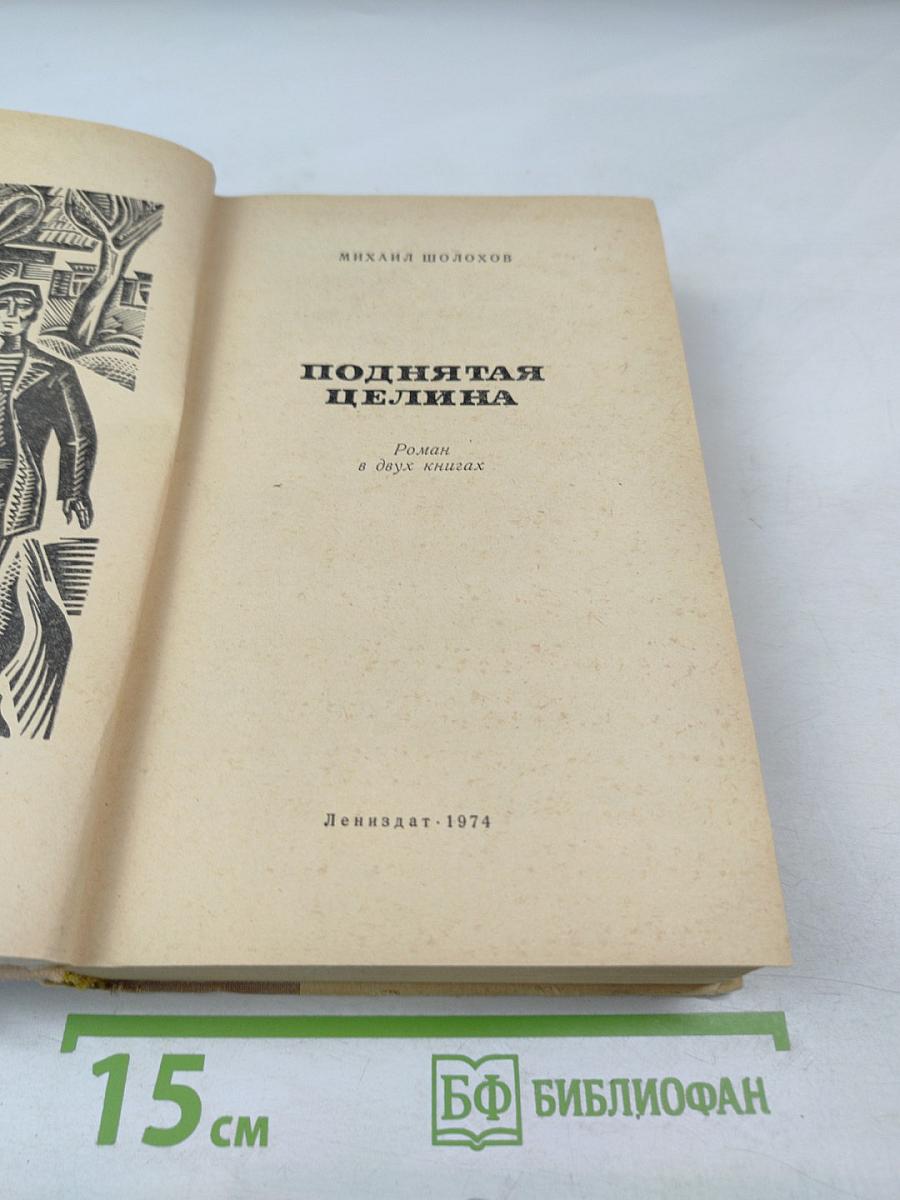 МИХАИЛ ШОЛОХОВ
ПОДНЯТАЯ
ЦЕЛИНА
Роман
в двух книгах
Лениздат · 1974
15 см
БФ БИБЛИОФАН